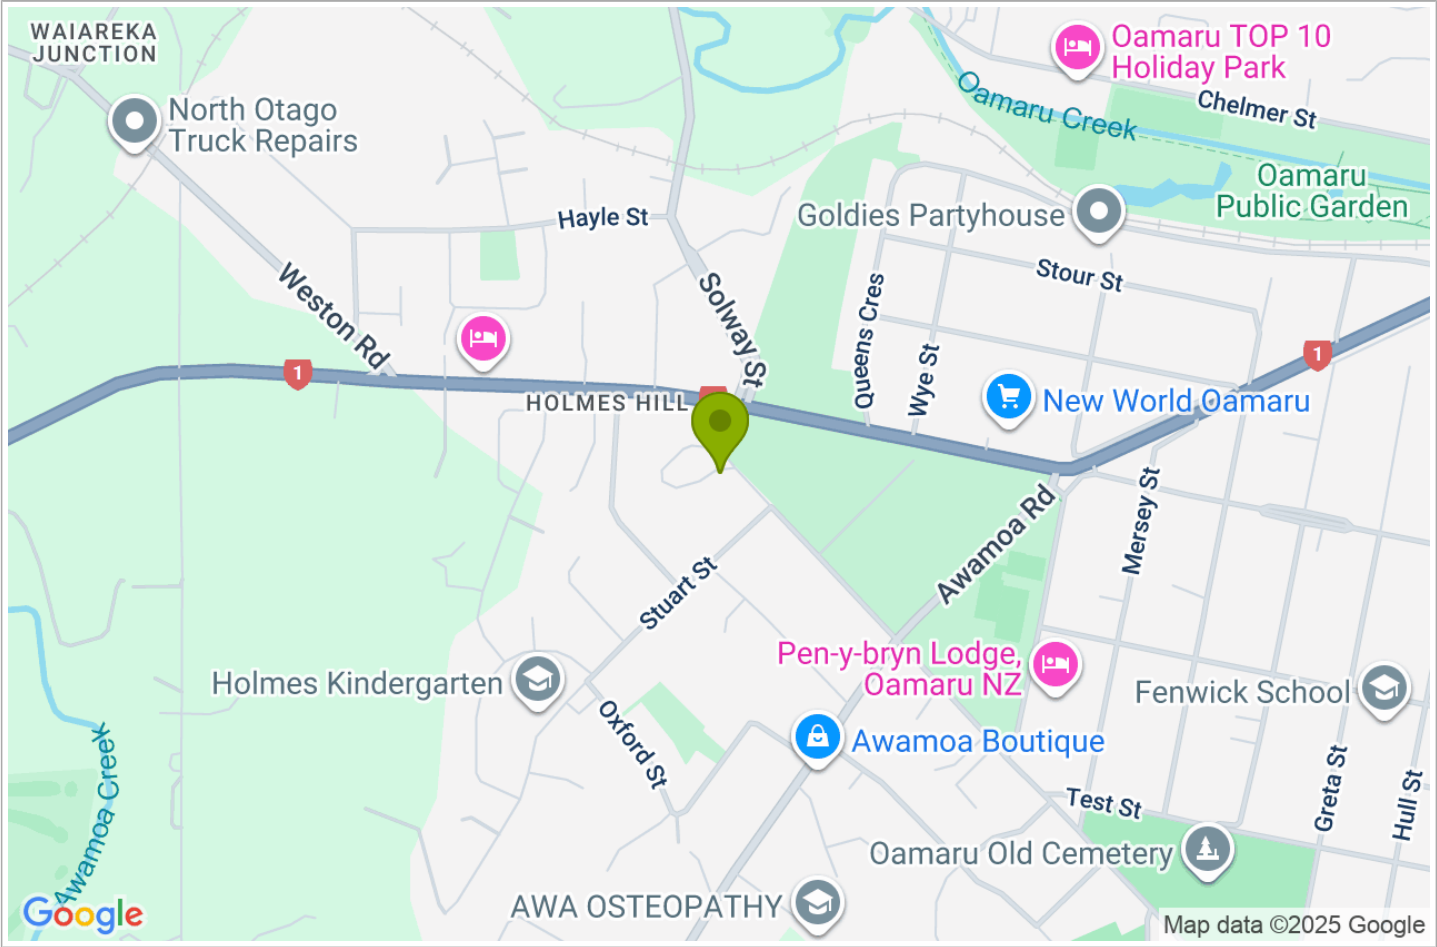 WAIAREKA
JUNCTION
North Otago
Truck Repairs
Oamaru TOP 10
Holiday Park
Chelmer St
Oamaru Creek
Oamaru
Public Garden
Goldies Partyhouse
Hayle St
Stour St
Weston Rd
Solway St
Queens Cres
Wye St
1
1
HOLMES HILL
New World Oamaru
Mersey St
Awamoa Rd
Stuart St
Pen-y-bryn Lodge,
Oamaru NZ
Holmes Kindergarten
Fenwick School
Oxford St
Awamoa Boutique
Awamoa Creek
Test St
Greta St
Hull St
Oamaru Old Cemetery
AWA OSTEOPATHY
Google
Map data ©2025 Google